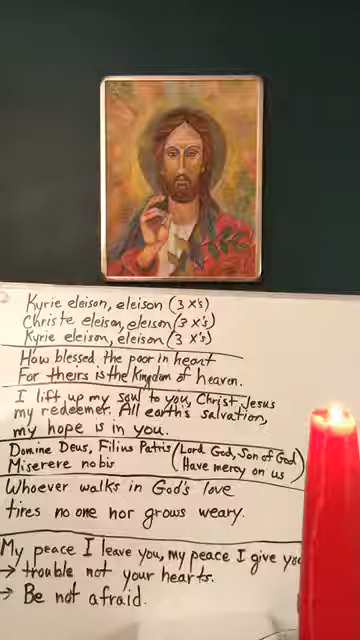 Kyrie eleison, eleison (3 x's)
Christe eleison, eleison (3 x's)
Kyrie eleison, eleison (3 x's)
How blessed the poor in heart
For theirs is the Kingdom of heaven.
I lift up my soul to you, Christ Jesus
my redeemer. All earth's salvation,
my hope is in you.
Domine Deus, Filius Patris (Lord God, Son of God
Miserere nobis Have mercy on us)
Whoever walks in God's love
tires no one nor grows weary.
My peace I leave you, my peace I give you
→ trouble not your hearts.
→ Be not afraid.